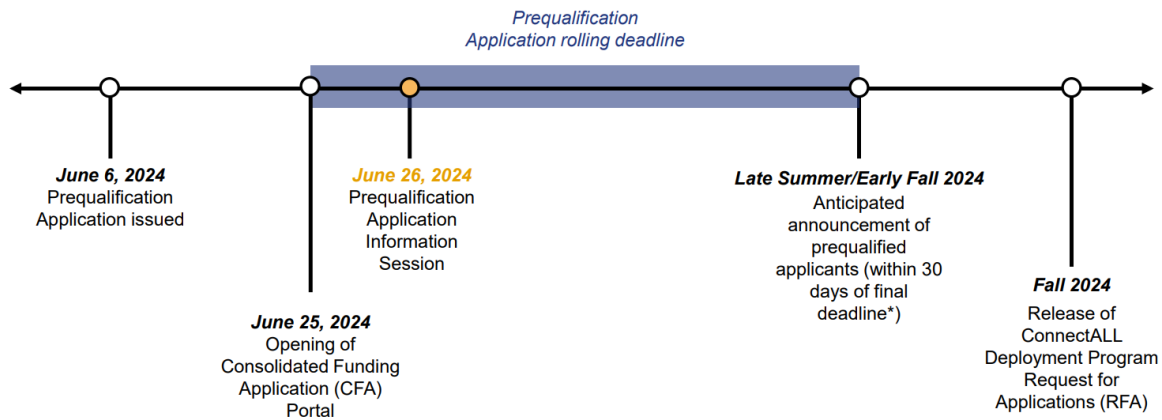 Prequalification
Application rolling deadline
June 6, 2024
Prequalification
Application issued
June 25, 2024
Opening of
Consolidated Funding
Application (CFA)
Portal
June 26, 2024
Prequalification
Application
Information
Session
Late Summer/Early Fall 2024
Anticipated
announcement of
prequalified
applicants (within 30
days of final
deadline*)
Fall 2024
Release of
ConnectALL
Deployment Program
Request for
Applications (RFA)